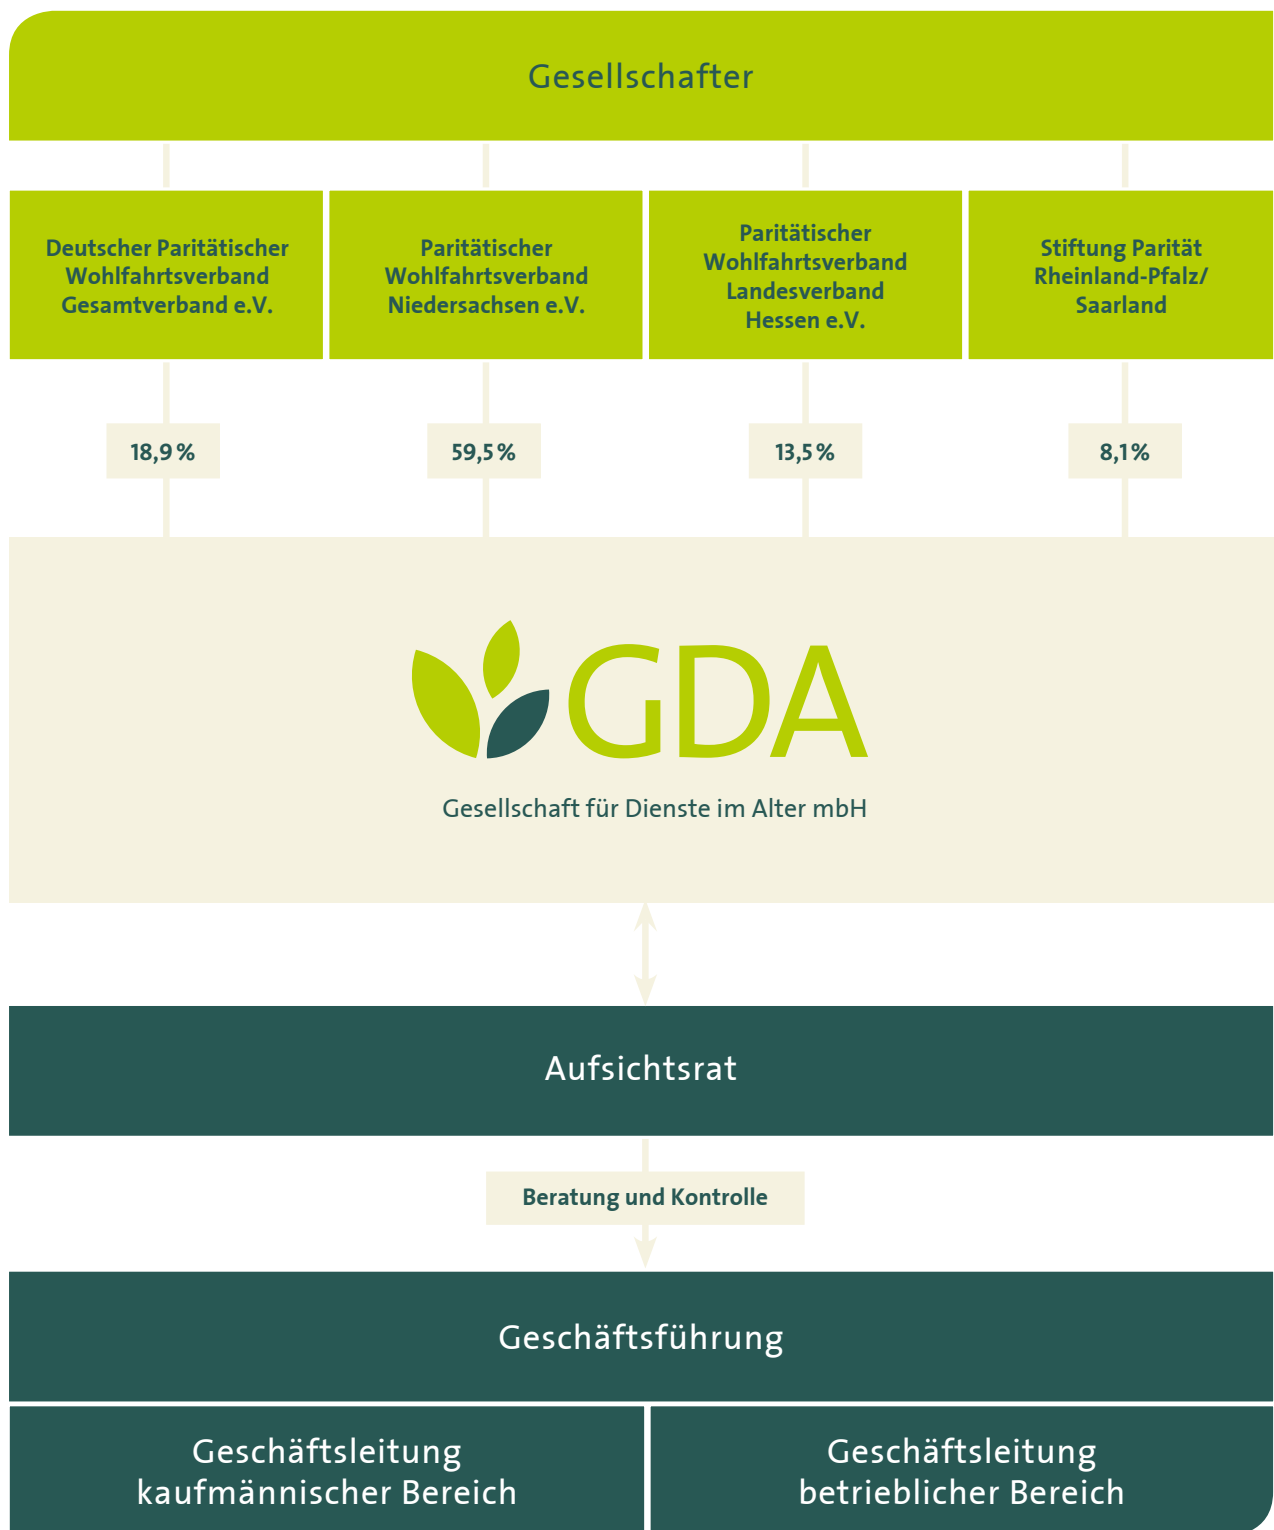 Gesellschafter
Deutscher Paritätischer
Wohlfahrtsverband
Gesamtverband e.V.
Paritätischer
Wohlfahrtsverband
Niedersachsen e.V.
Paritätischer
Wohlfahrtsverband
Landesverband
Hessen e.V.
Stiftung Parität
Rheinland-Pfalz/
Saarland
18,9 %
59,5 %
13,5 %
8,1 %
GDA
Gesellschaft für Dienste im Alter mbH
Aufsichtsrat
Beratung und Kontrolle
Geschäftsführung
Geschäftsleitung
kaufmännischer Bereich
Geschäftsleitung
betrieblicher Bereich